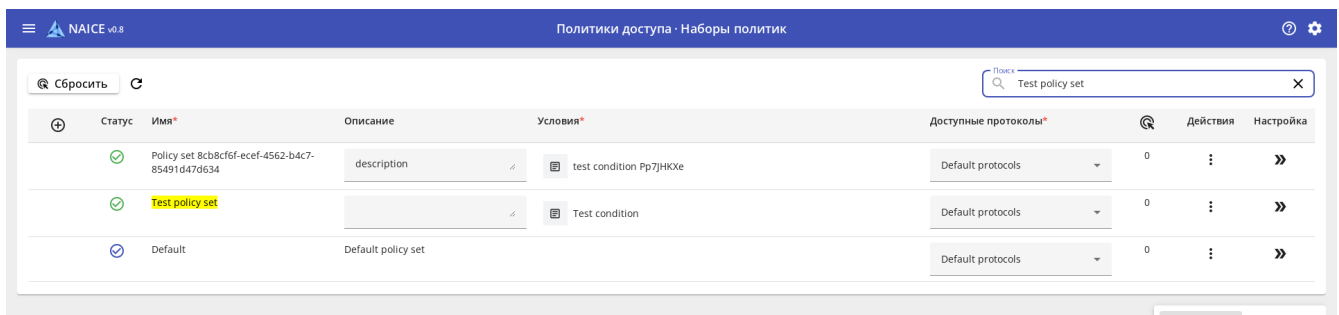 NAICE v0.8
Политики доступа · Наборы политик
Сбросить
Поиск
Test policy set
Статус Имя* Описание Условия* Доступные протоколы* Действия Настройка
Policy set 8cb8cf6f-ecef-4562-b4c7-
85491d47d634
description
test condition Pp7JHKXe
Default protocols
0
Test policy set
Test condition
Default protocols
0
Default
Default policy set
Default protocols
0